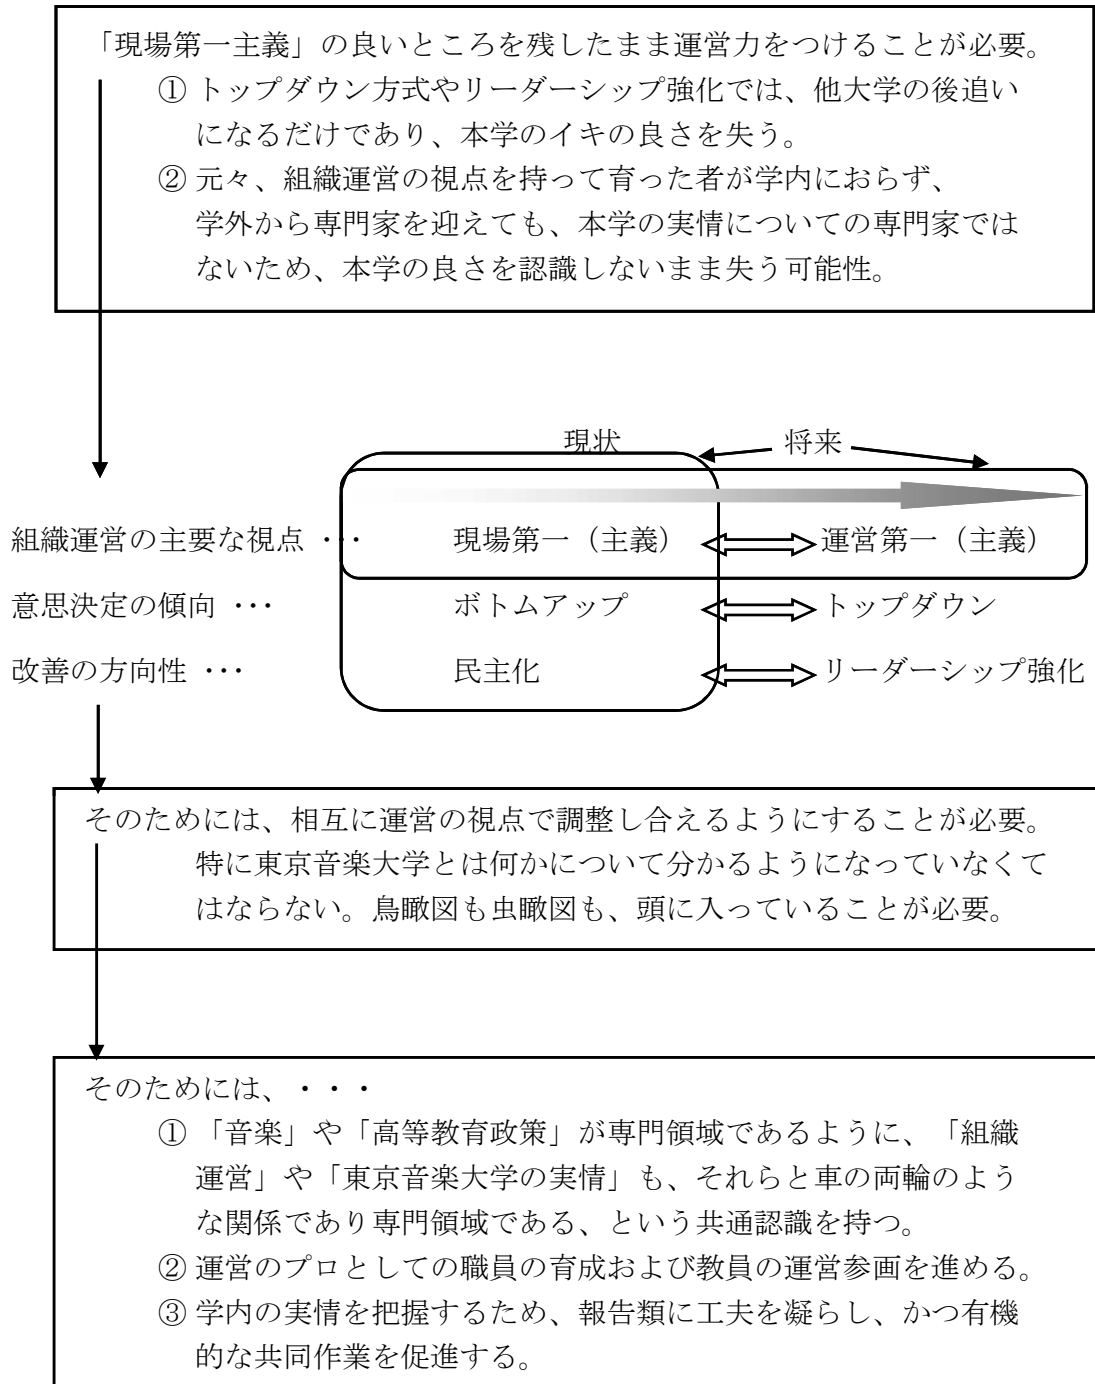 「現場第一主義」の良いところを残したまま運営力をつけることが必要。
① トップダウン方式やリーダーシップ強化では、他大学の後追い
になるだけであり、本学のイキの良さを失う。
② 元々、組織運営の視点を持って育った者が学内におらず、
学外から専門家を迎えても、本学の実情についての専門家では
ないため、本学の良さを認識しないまま失う可能性。
現状 将来
組織運営の主要な視点 ・・・ 現場第一（主義） 運営第一（主義）
意思決定の傾向 ・・・ ボトムアップ トップダウン
改善の方向性 ・・・ 民主化 リーダーシップ強化
そのためには、相互に運営の視点で調整し合えるようにすることが必要。
特に東京音楽大学とは何かについて分かるようになっていなくて
はならない。鳥瞰図も虫瞰図も、頭に入っていることが必要。
そのためには、・・・
① 「音楽」や「高等教育政策」が専門領域であるように、「組織
運営」や「東京音楽大学の実情」も、それらと車の両輪のよう
な関係であり専門領域である、という共通認識を持つ。
② 運営のプロとしての職員の育成および教員の運営参画を進める。
③ 学内の実情を把握するため、報告類に工夫を凝らし、かつ有機
的な共同作業を促進する。